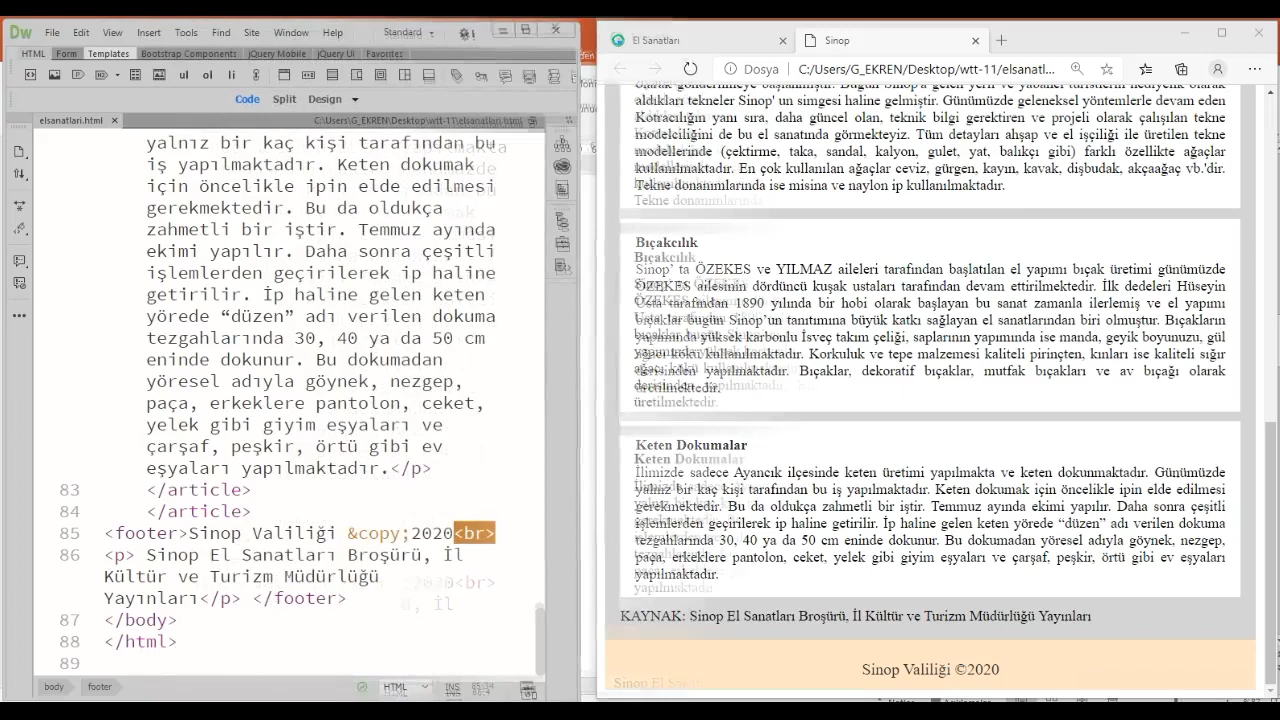 Dw File Edit View Insert Tools Find Site Window Help Standard
HTML Form Templates Bootstrap Components jQuery Mobile jQuery UI Favorites
Code Split Design
elsanatlari.html C:\Users\G_EKREN\Desktop\wtt-11\elsanatlari.html
yalnız bir kaç kişi tarafından bu
iş yapılmaktadır. Keten dokumak
için öncelikle ipin elde edilmesi
gerekmektedir. Bu da oldukça
zahmetli bir iştir. Temmuz ayında
ekimi yapılır. Daha sonra çeşitli
işlemlerden geçirilerek ip haline
getirilir. İp haline gelen keten
yörede “düzen” adı verilen dokuma
tezgahlarında 30, 40 ya da 50 cm
eninde dokunur. Bu dokumadan
yöresel adıyla göynek, nezgep,
paça, erkeklere pantolon, ceket,
yelek gibi giyim eşyaları ve
çarşaf, peşkir, örtü gibi ev
eşyaları yapılmaktadır.</p>
83 </article>
84 </article>
85 <footer>Sinop Valiliği &copy;2020<br>
86 <p> Sinop El Sanatları Broşürü, İl
Kültür ve Turizm Müdürlüğü
Yayınları</p> </footer>
87 </body>
88 </html>
89
body footer HTML INS
El Sanatları Sinop
Dosya C:/Users/G_EKREN/Desktop/wtt-11/elsanatl...
aldıkları tekneler Sinop' un simgesi haline gelmiştir. Günümüzde geleneksel yöntemlerle devam eden
Kotracılığın yanı sıra, daha güncel olan, teknik bilgi gerektiren ve projeli olarak çalışılan tekne
modelciliğini de bu el sanatında görmekteyiz. Tüm detayları ahşap ve el işçiliği ile üretilen tekne
modellerinde (çektirme, taka, sandal, kalyon, gulet, yat, balıkçı gibi) farklı özellikte ağaçlar
kullanılmaktadır. En çok kullanılan ağaçlar ceviz, gürgen, kayın, kavak, dişbudak, akçaağaç vb.'dir.
Tekne donanımlarında ise misina ve naylon ip kullanılmaktadır.
Bıçakcılık
Sinop’ ta ÖZEKES ve YILMAZ aileleri tarafından başlatılan el yapımı bıçak üretimi günümüzde
ÖZEKES ailesinin dördüncü kuşak ustaları tarafından devam ettirilmektedir. İlk dedeleri Hüseyin
Usta tarafından 1890 yılında bir hobi olarak başlayan bu sanat zamanla ilerlemiş ve el yapımı
bıçaklar bugün Sinop’un tanıtımına büyük katkı sağlayan el sanatlarından biri olmuştur. Bıçakların
yapımında yüksek karbonlu İsveç takım çeliği, saplarının yapımında ise manda, geyik boyunuzu, gül
ağacı kökü kullanılmaktadır. Korkuluk ve tepe malzemesi kaliteli pirinçten, kınları ise kaliteli sığır
derisinden yapılmaktadır. Bıçaklar, dekoratif bıçaklar, mutfak bıçakları ve av bıçağı olarak
üretilmektedir.
Keten Dokumalar
İlimizde sadece Ayancık ilçesinde keten üretimi yapılmakta ve keten dokunmaktadır. Günümüzde
yalnız bir kaç kişi tarafından bu iş yapılmaktadır. Keten dokumak için öncelikle ipin elde edilmesi
gerekmektedir. Bu da oldukça zahmetli bir iştir. Temmuz ayında ekimi yapılır. Daha sonra çeşitli
işlemlerden geçirilerek ip haline getirilir. İp haline gelen keten yörede “düzen” adı verilen dokuma
tezgahlarında 30, 40 ya da 50 cm eninde dokunur. Bu dokumadan yöresel adıyla göynek, nezgep,
paça, erkeklere pantolon, ceket, yelek gibi giyim eşyaları ve çarşaf, peşkir, örtü gibi ev eşyaları
yapılmaktadır.
KAYNAK: Sinop El Sanatları Broşürü, İl Kültür ve Turizm Müdürlüğü Yayınları
Sinop Valiliği ©2020